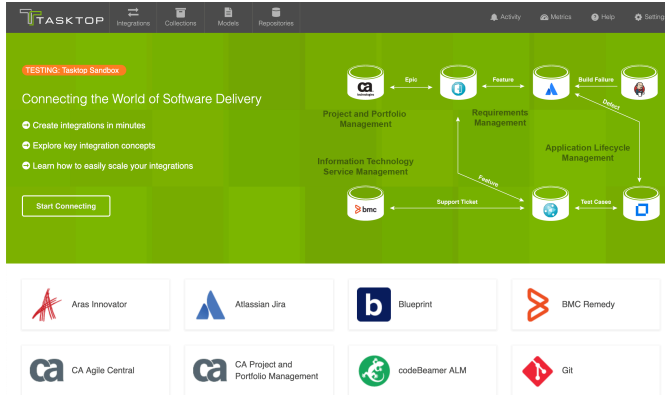 TASKTOP
Integrations
Collections
Models
Repositories
Activity
Metrics
Help
Setting
TESTING: Tasktop Sandbox
Connecting the World of Software Delivery
Create integrations in minutes
Explore key integration concepts
Learn how to easily scale your integrations
Start Connecting
ca
technologies
Epic
Feature
Build Failure
Defect
Project and Portfolio
Management
Requirements
Management
Application Lifecycle
Management
Information Technology
Service Management
Feature
bmc
Support Ticket
Test Cases
Aras Innovator
Atlassian Jira
b
Blueprint
BMC Remedy
ca
CA Agile Central
ca
CA Project and
Portfolio Management
codeBeamer ALM
Git